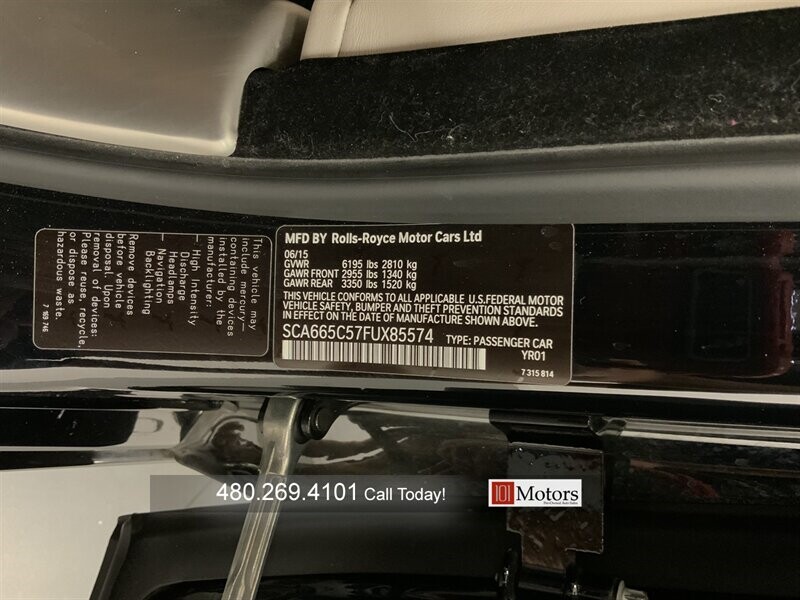 This vehicle may
include mercury–
containing devices
installed by the
manufacturer:
– High Intensity
Discharge
Headlamps
– Navigation
Backlighting
Remove devices
before vehicle
disposal. Upon
removal of devices:
Please reuse, recycle,
or dispose as
hazardous waste.
7 169 746
MFD BY Rolls-Royce Motor Cars Ltd
06/15
GVWR 6195 lbs 2810 kg
GAWR FRONT 2955 lbs 1340 kg
GAWR REAR 3350 lbs 1520 kg
THIS VEHICLE CONFORMS TO ALL APPLICABLE U.S.FEDERAL MOTOR
VEHICLE SAFETY, BUMPER AND THEFT PREVENTION STANDARDS
IN EFFECT ON THE DATE OF MANUFACTURE SHOWN ABOVE.
SCA665C57FUX85574 TYPE: PASSENGER CAR
YR01
7 315 814
480.269.4101 Call Today!
101 Motors